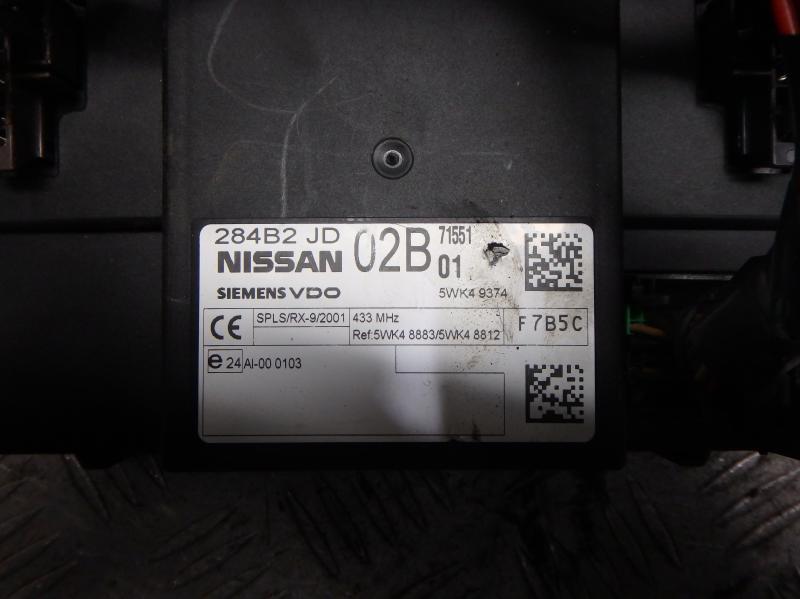 284B2 JD 02B 71551
NISSAN 01
SIEMENS VDO 5WK4 9374
CE SPLS/RX-9/2001 433 MHz F7B5C
Ref:5WK4 8883/5WK4 8812
e 24 AI-00 0103